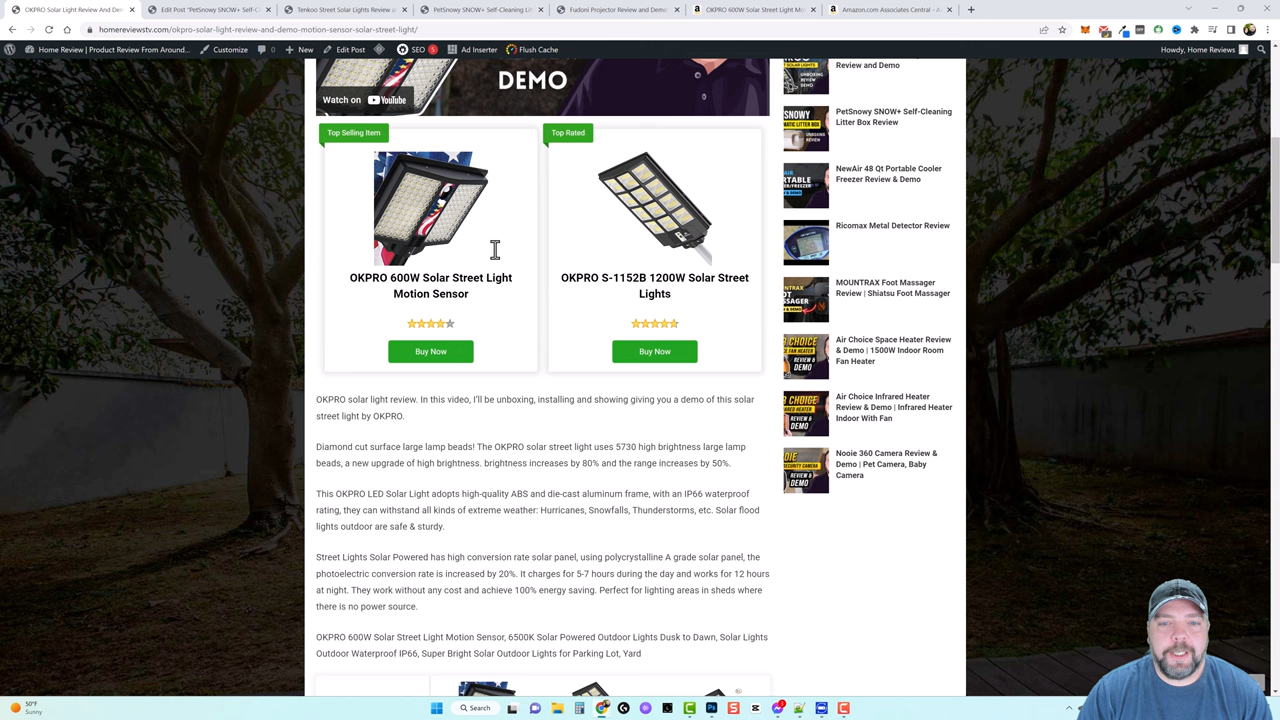 OKPRO Solar Light Review And Dem
Edit Post "PetSnowy SNOW+ Self-Cl
Tenkoo Street Solar Lights Review a
PetSnowy SNOW+ Self-Cleaning Lit
Fudoni Projector Review and Demo
OKPRO 600W Solar Street Light Mo
Amazon.com Associates Central - A
homereviewstv.com/okpro-solar-light-review-and-demo-motion-sensor-solar-street-light/
Home Review | Product Review From Around...
Customize
0
New
Edit Post
SEO 5
Ad Inserter
Flush Cache
Howdy, Home Reviews
DEMO
Watch on YouTube
Top Selling Item
Top Rated
OKPRO 600W Solar Street Light
Motion Sensor
OKPRO S-1152B 1200W Solar Street
Lights
Buy Now
Buy Now
OKPRO solar light review. In this video, I'll be unboxing, installing and showing giving you a demo of this solar
street light by OKPRO.
Diamond cut surface large lamp beads! The OKPRO solar street light uses 5730 high brightness large lamp
beads, a new upgrade of high brightness. brightness increases by 80% and the range increases by 50%.
This OKPRO LED Solar Light adopts high-quality ABS and die-cast aluminum frame, with an IP66 waterproof
rating, they can withstand all kinds of extreme weather: Hurricanes, Snowfalls, Thunderstorms, etc. Solar flood
lights outdoor are safe & sturdy.
Street Lights Solar Powered has high conversion rate solar panel, using polycrystalline A grade solar panel, the
photoelectric conversion rate is increased by 20%. It charges for 5-7 hours during the day and works for 12 hours
at night. They work without any cost and achieve 100% energy saving. Perfect for lighting areas in sheds where
there is no power source.
OKPRO 600W Solar Street Light Motion Sensor, 6500K Solar Powered Outdoor Lights Dusk to Dawn, Solar Lights
Outdoor Waterproof IP66, Super Bright Solar Outdoor Lights for Parking Lot, Yard
Review and Demo
PetSnowy SNOW+ Self-Cleaning
Litter Box Review
NewAir 48 Qt Portable Cooler
Freezer Review & Demo
Ricomax Metal Detector Review
MOUNTRAX Foot Massager
Review | Shiatsu Foot Massager
Air Choice Space Heater Review
& Demo | 1500W Indoor Room
Fan Heater
Air Choice Infrared Heater
Review & Demo | Infrared Heater
Indoor With Fan
Nooie 360 Camera Review &
Demo | Pet Camera, Baby
Camera
50°F
Sunny
Search